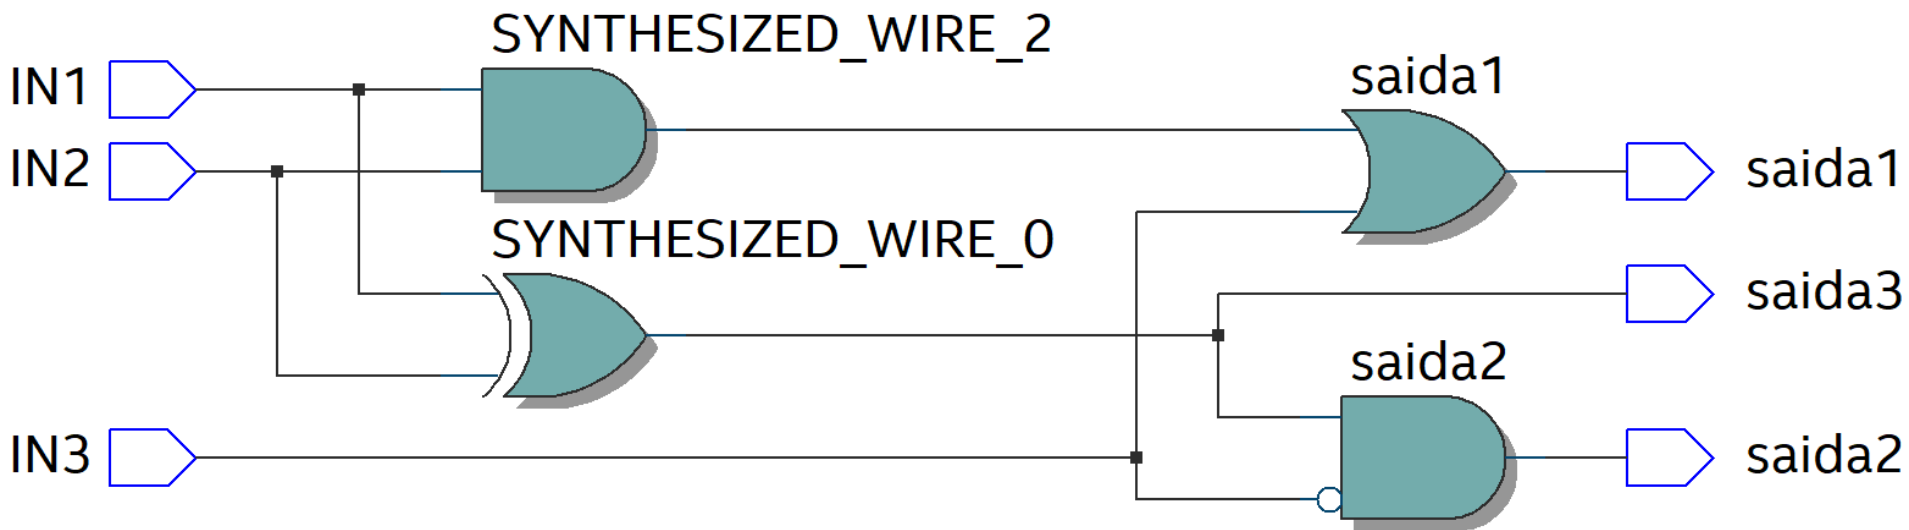 SYNTHESIZED_WIRE_2
IN1
saida1
IN2
saida1
SYNTHESIZED_WIRE_0
saida3
saida2
IN3
saida2